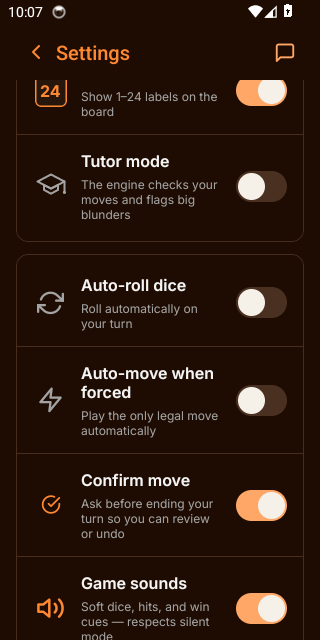 10:07
Settings
24
Show 1–24 labels on the
board
Tutor mode
The engine checks your
moves and flags big
blunders
Auto-roll dice
Roll automatically on
your turn
Auto-move when
forced
Play the only legal move
automatically
Confirm move
Ask before ending your
turn so you can review
or undo
Game sounds
Soft dice, hits, and win
cues — respects silent
mode